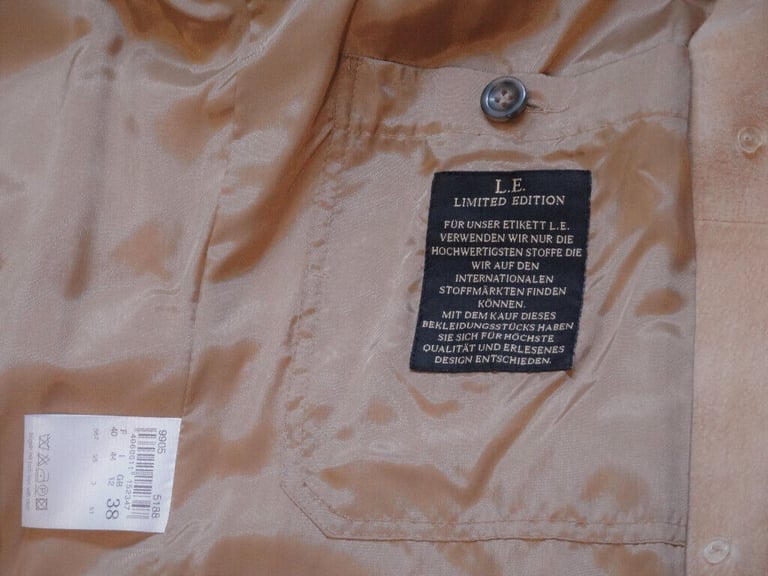 L.E.
LIMITED EDITION
FÜR UNSER ETIKETT L.E.
VERWENDEN WIR NUR DIE
HOCHWERTIGSTEN STOFFE DIE
WIR AUF DEN
INTERNATIONALEN
STOFFMÄRKTEN FINDEN
KÖNNEN.
MIT DEM KAUF DIESES
BEKLEIDUNGSSTÜCKS HABEN
SIE SICH FÜR HÖCHSTE
QUALITÄT UND ERLESENES
DESIGN ENTSCHIEDEN.
9905 5188
F I GB 38
40 44 12